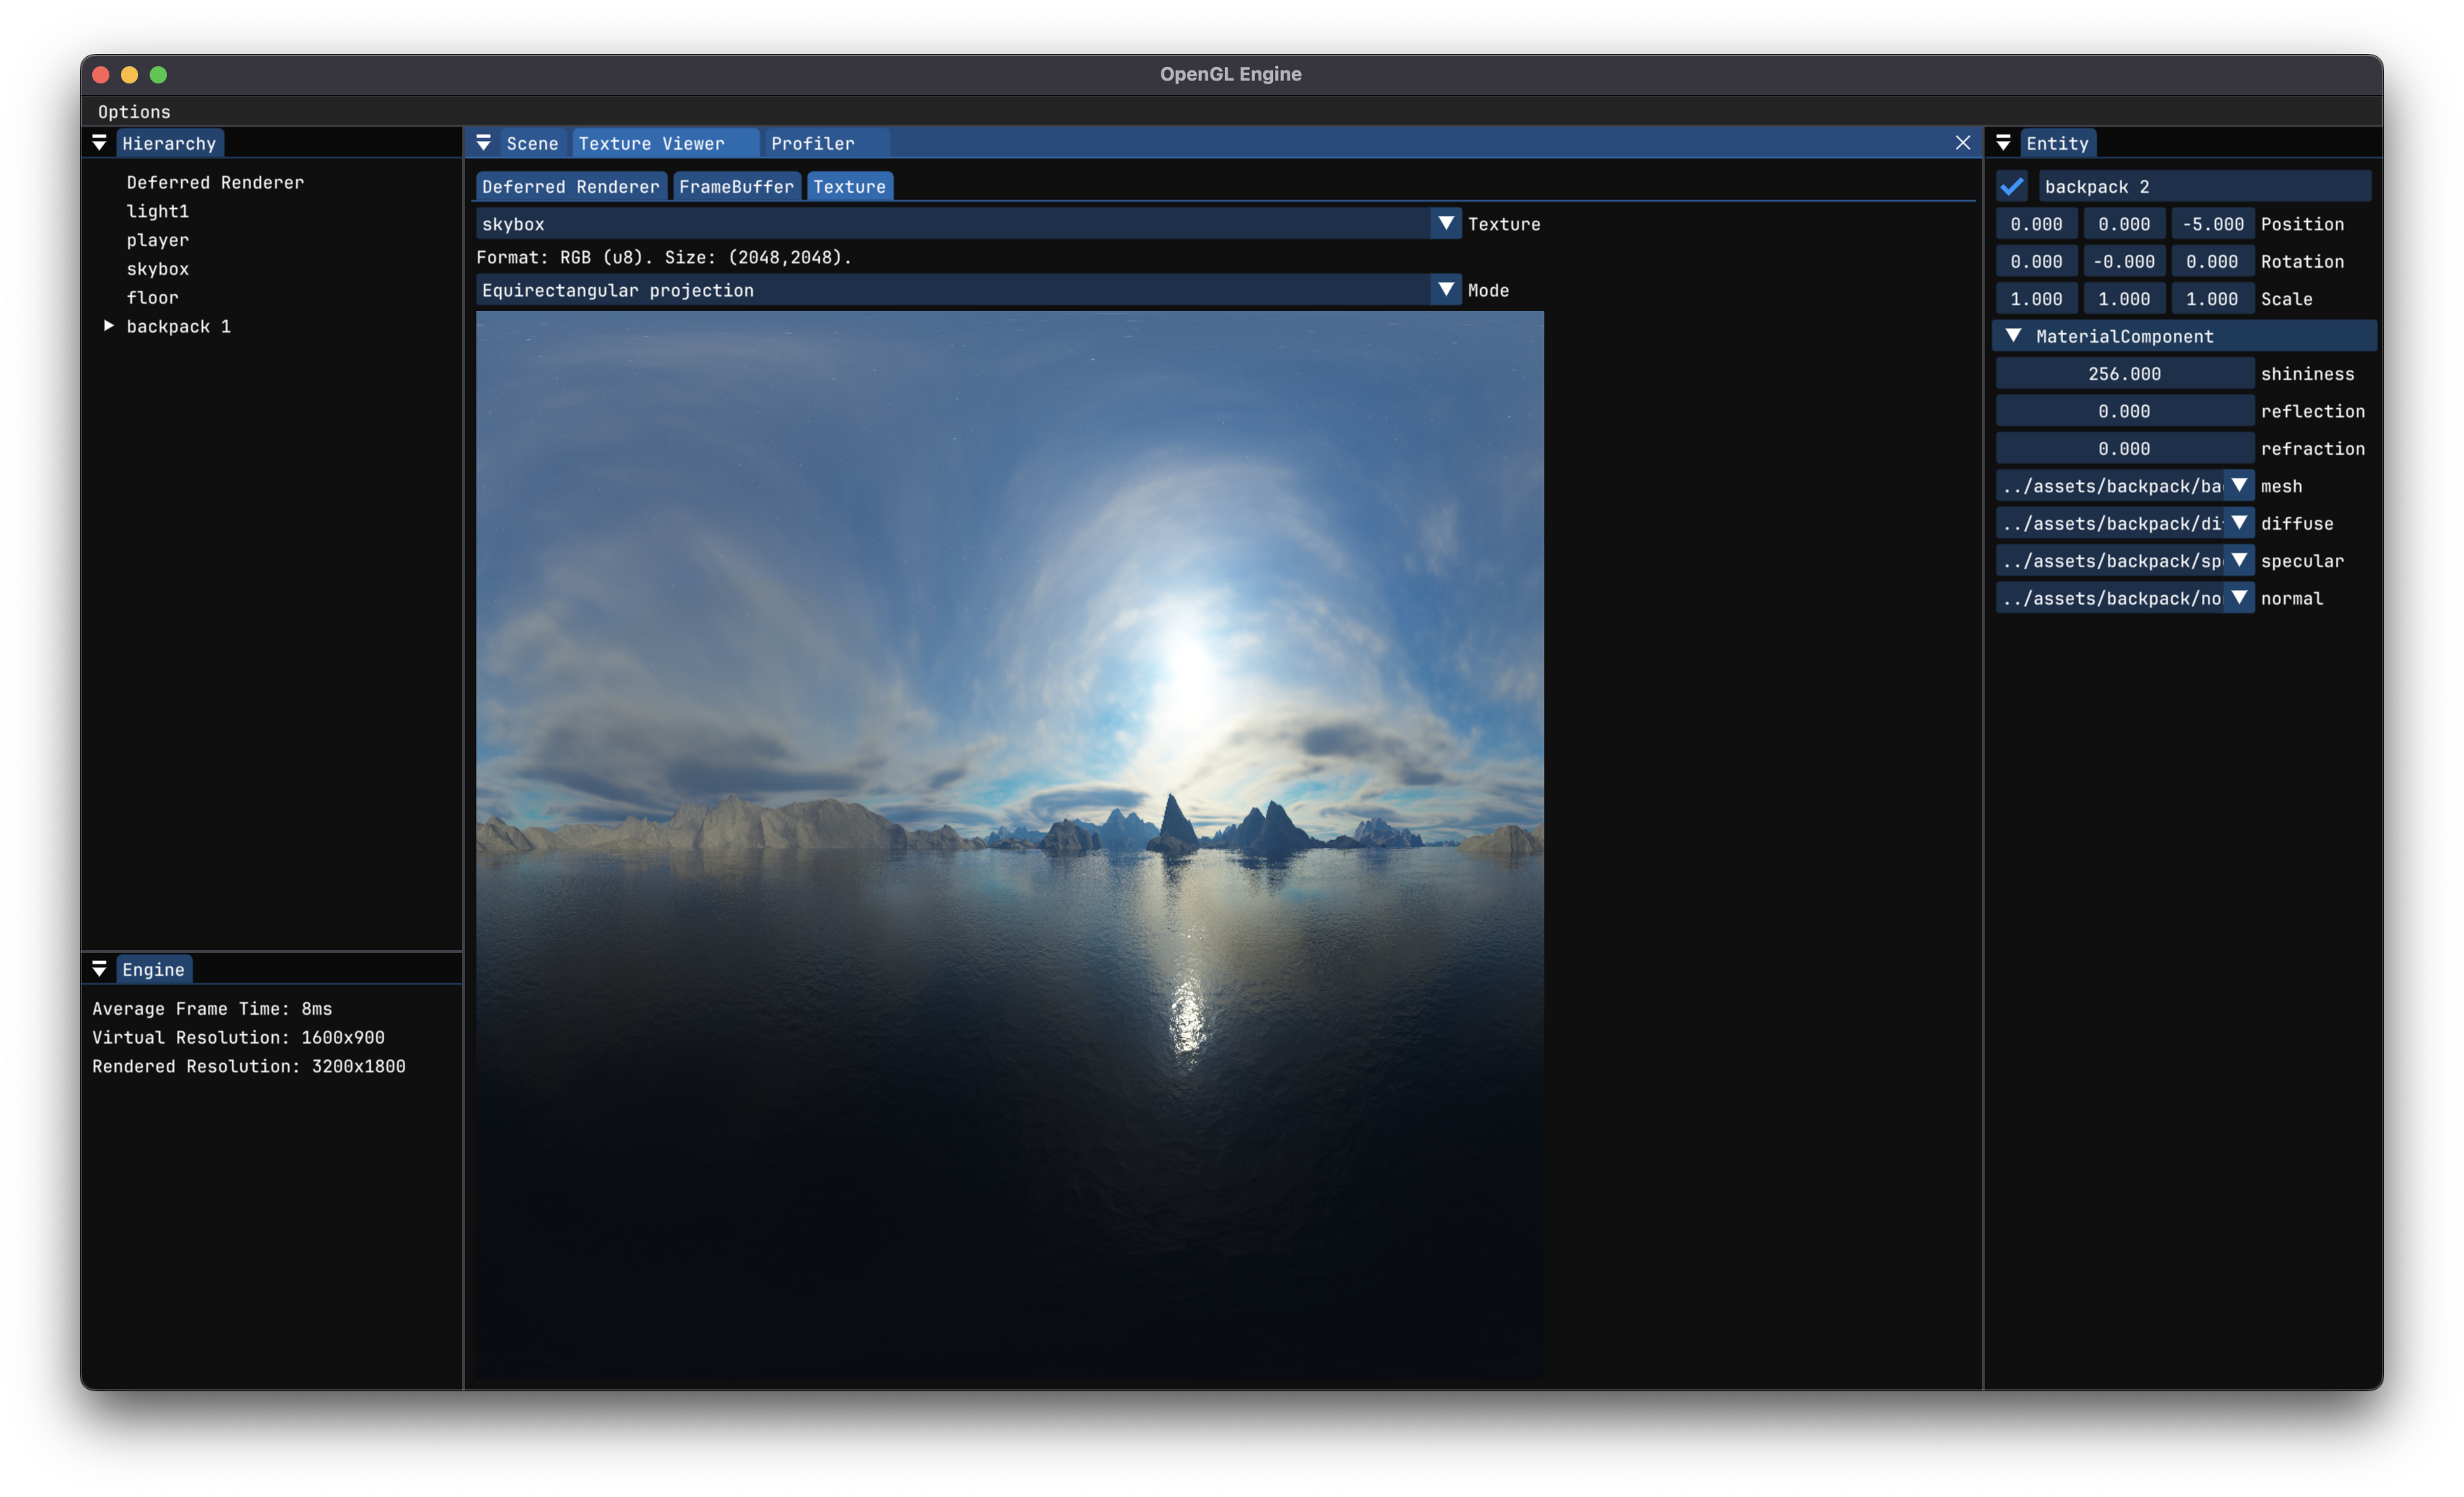 OpenGL Engine
Options
Hierarchy
Deferred Renderer
light1
player
skybox
floor
backpack 1
Engine
Average Frame Time: 8ms
Virtual Resolution: 1600x900
Rendered Resolution: 3200x1800
Scene Texture Viewer Profiler
Deferred Renderer FrameBuffer Texture
skybox Texture
Format: RGB (u8). Size: (2048,2048).
Equirectangular projection Mode
Entity
backpack 2
0.000 0.000 -5.000 Position
0.000 -0.000 0.000 Rotation
1.000 1.000 1.000 Scale
MaterialComponent
256.000 shininess
0.000 reflection
0.000 refraction
../assets/backpack/ba mesh
../assets/backpack/di diffuse
../assets/backpack/sp specular
../assets/backpack/no normal